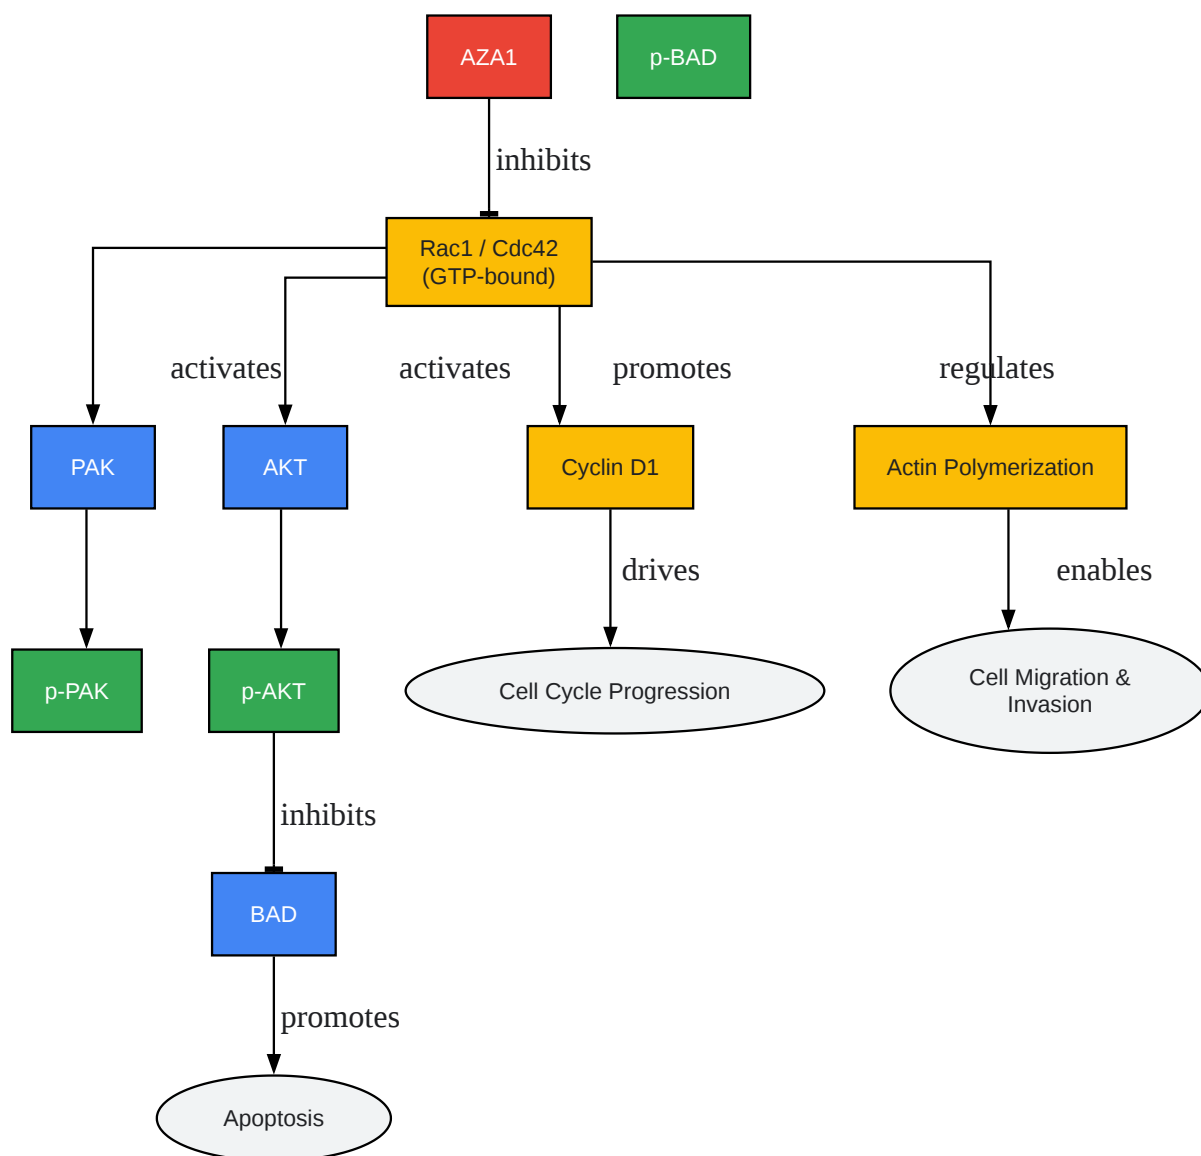 AZA1
p-BAD
inhibits
Rac1 / Cdc42
(GTP-bound)
activates
activates
promotes
regulates
PAK
AKT
Cyclin D1
Actin Polymerization
drives
enables
p-PAK
p-AKT
Cell Cycle Progression
Cell Migration &
Invasion
inhibits
BAD
promotes
Apoptosis